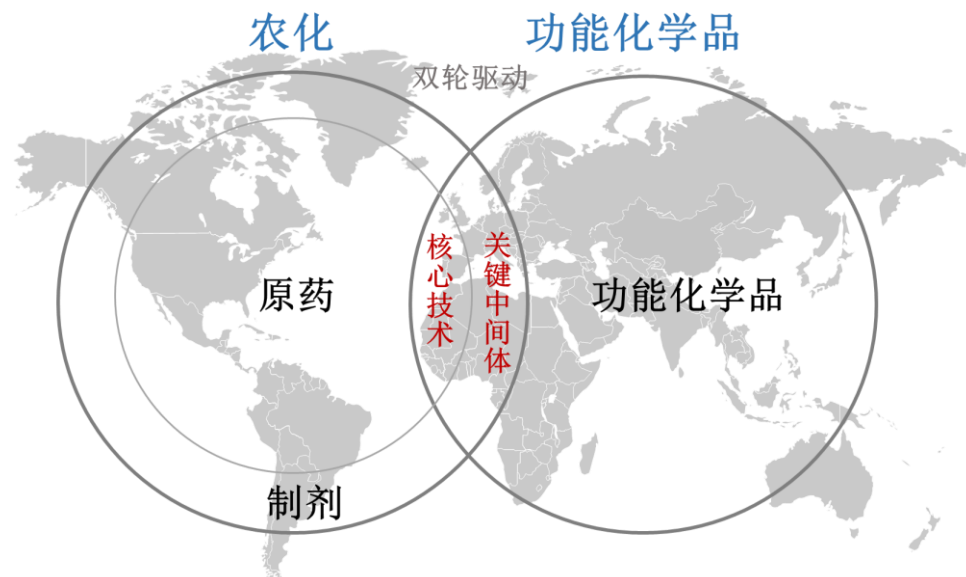 农化
功能化学品
双轮驱动
原药
核心技术
关键中间体
功能化学品
制剂